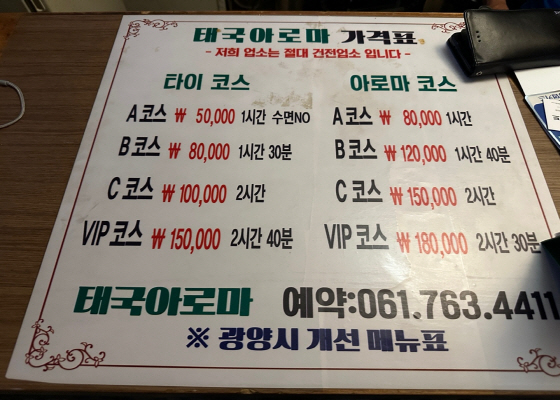 태국아로마 가격표
- 저희 업소는 절대 건전업소 입니다 -
타이 코스
A코스 ₩ 50,000 1시간 수면NO
B코스 ₩ 80,000 1시간 30분
C코스 ₩ 100,000 2시간
VIP코스 ₩ 150,000 2시간 40분
아로마 코스
A코스 ₩ 80,000 1시간
B코스 ₩ 120,000 1시간 40분
C코스 ₩ 150,000 2시간
VIP코스 ₩ 180,000 2시간 30분
태국아로마 예약:061.763.4411
※ 광양시 개선 메뉴표